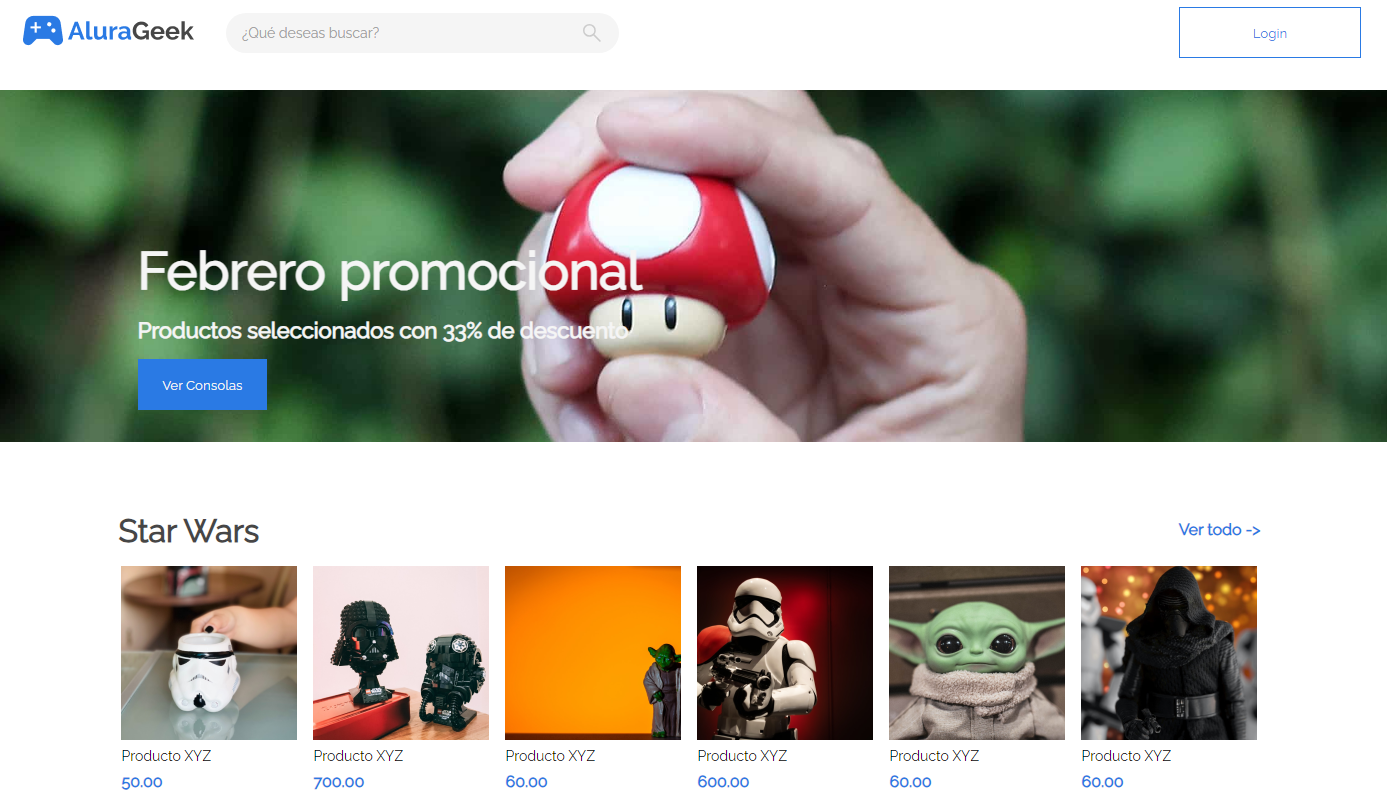 AluraGeek
¿Qué deseas buscar?
Login
Febrero promocional
Productos seleccionados con 33% de descuento
Ver Consolas
Star Wars
Ver todo ->
Producto XYZ
50.00
Producto XYZ
700.00
Producto XYZ
60.00
Producto XYZ
600.00
Producto XYZ
60.00
Producto XYZ
60.00